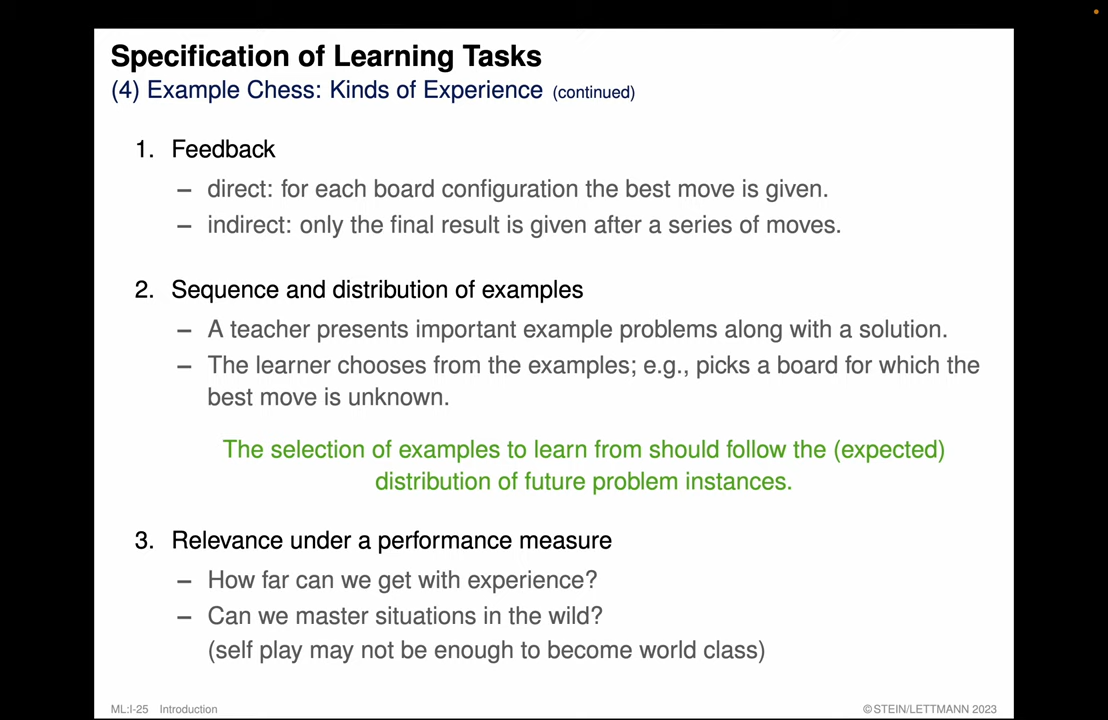 Specification of Learning Tasks
(4) Example Chess: Kinds of Experience (continued)
1. Feedback
– direct: for each board configuration the best move is given.
– indirect: only the final result is given after a series of moves.
2. Sequence and distribution of examples
– A teacher presents important example problems along with a solution.
– The learner chooses from the examples; e.g., picks a board for which the
best move is unknown.
The selection of examples to learn from should follow the (expected)
distribution of future problem instances.
3. Relevance under a performance measure
– How far can we get with experience?
– Can we master situations in the wild?
(self play may not be enough to become world class)
ML:I-25 Introduction
©STEIN/LETTMANN 2023